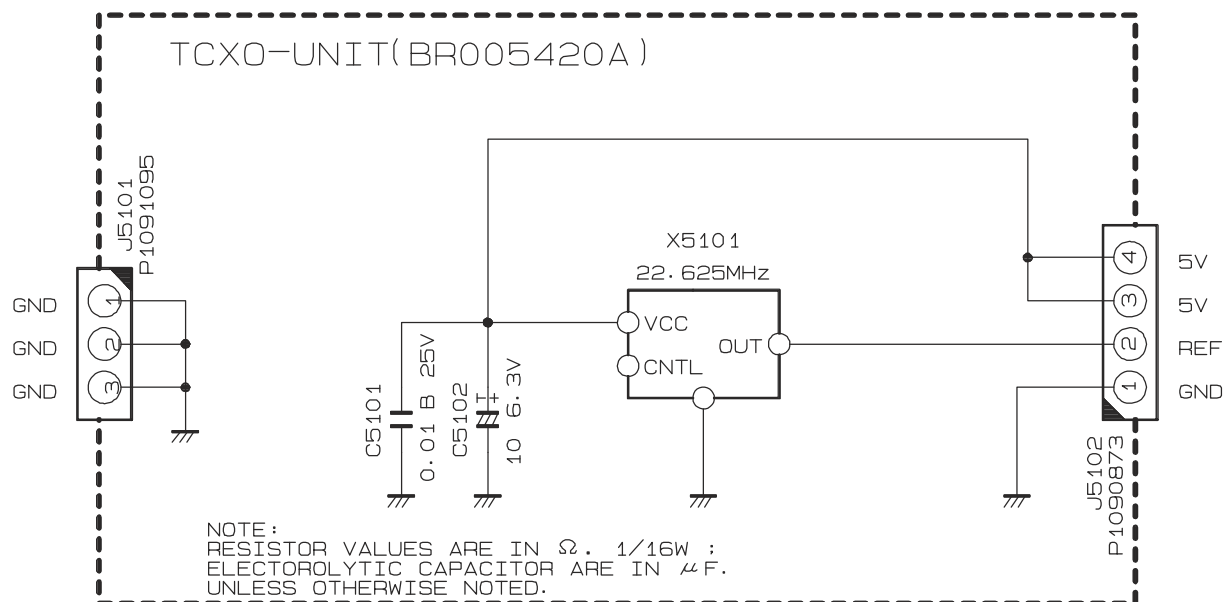 TCXO-UNIT(BR005420A)
J5101
P1091095
GND
1
GND
2
GND
3
X5101
22.625MHz
VCC
CNTL
OUT
C5101
0.01 B 25V
C5102
10 6.3V
+
4
5V
3
5V
2
REF
1
GND
J5102
P1090873
NOTE:
RESISTOR VALUES ARE IN Ω. 1/16W ;
ELECTOROLYTIC CAPACITOR ARE IN μF.
UNLESS OTHERWISE NOTED.